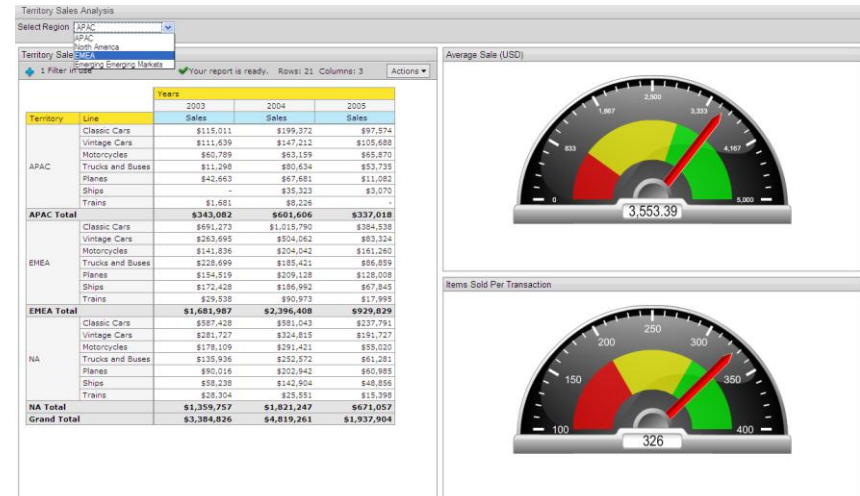 Territory Sales Analysis
Select Region APAC
APAC
North America
EMEA
Emerging Emerging Markets
Territory Sale
1 Filter in use
Your report is ready. Rows: 21 Columns: 3 Actions
Years
2003 2004 2005
Territory Line Sales Sales Sales
APAC
Classic Cars $115,011 $199,372 $97,574
Vintage Cars $111,639 $147,212 $105,688
Motorcycles $60,789 $63,159 $65,870
Trucks and Buses $11,298 $80,634 $53,735
Planes $42,663 $67,681 $11,082
Ships - $35,323 $3,070
Trains $1,681 $8,226 -
APAC Total $343,082 $601,606 $337,018
EMEA
Classic Cars $691,273 $1,015,790 $384,538
Vintage Cars $263,695 $504,062 $83,324
Motorcycles $141,836 $204,042 $161,260
Trucks and Buses $228,699 $185,421 $86,859
Planes $154,519 $209,128 $128,008
Ships $172,428 $186,992 $67,845
Trains $29,538 $90,973 $17,995
EMEA Total $1,681,987 $2,396,408 $929,829
NA
Classic Cars $587,428 $581,043 $237,791
Vintage Cars $281,727 $324,815 $191,727
Motorcycles $178,109 $291,421 $55,020
Trucks and Buses $135,936 $252,572 $61,281
Planes $90,016 $202,942 $60,985
Ships $58,238 $142,904 $48,856
Trains $28,304 $25,551 $15,398
NA Total $1,359,757 $1,821,247 $671,057
Grand Total $3,384,826 $4,819,261 $1,937,904
Average Sale (USD)
0 833 1,667 2,500 3,333 4,167 5,000
3,553.39
Items Sold Per Transaction
100 150 200 250 300 350 400
326